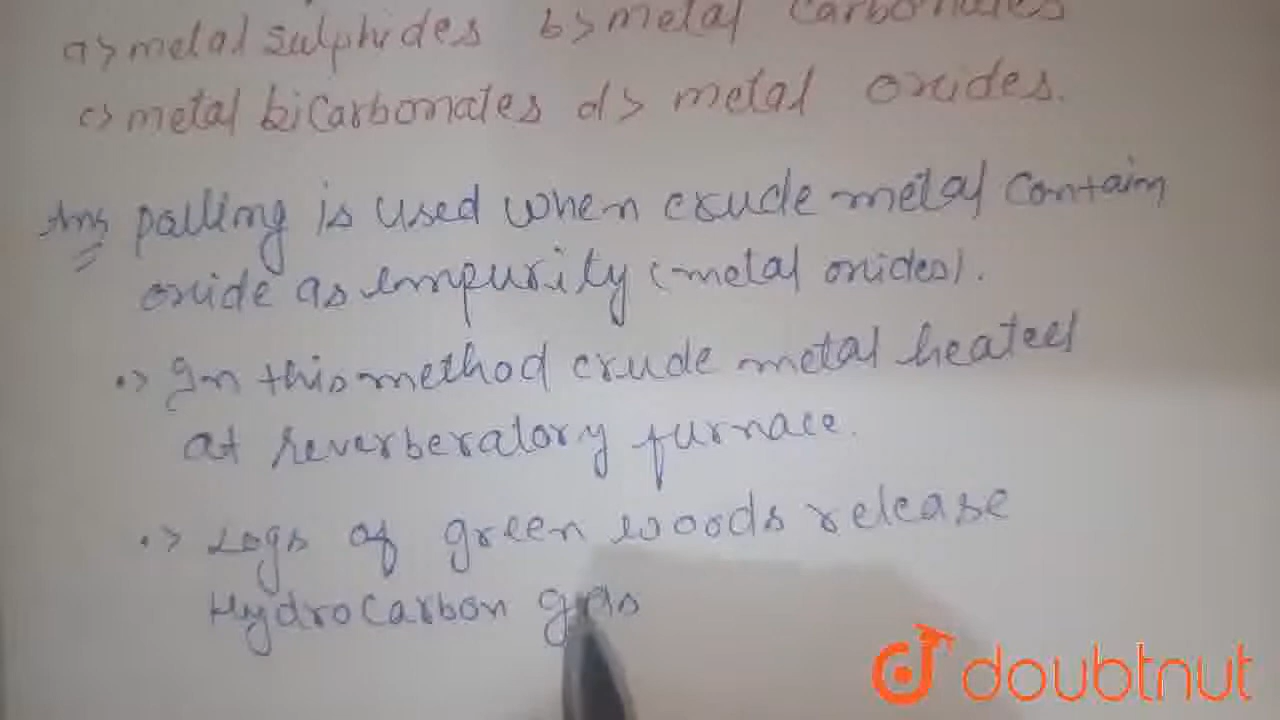 a> metal sulphides b> metal carbonates
c> metal bicarbonates d> metal oxides.
Ans palling is used when crude metal contain
oxide as impurity (metal oxides).
•> In this method crude metal heated
at reverberatory furnace.
•> Logs of green woods release
Hydrocarbon gas
doubtnut